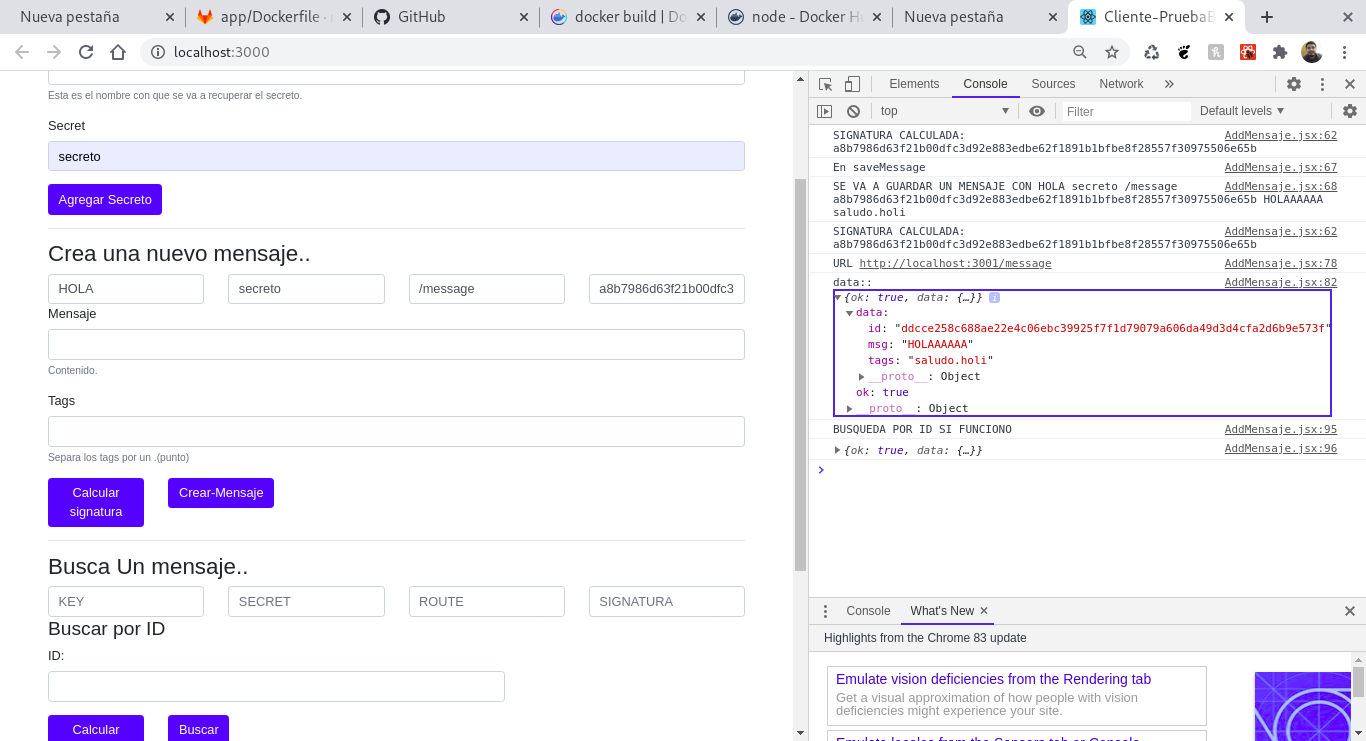 Nueva pestaña
app/Dockerfile ·
GitHub
docker build | Do
node - Docker Hu
Nueva pestaña
Cliente-PruebaB
localhost:3000
Esta es el nombre con que se va a recuperar el secreto.
Secret
secreto
Agregar Secreto
Crea una nuevo mensaje..
HOLA
secreto
/message
a8b7986d63f21b00dfc3
Mensaje
Contenido.
Tags
Separa los tags por un .(punto)
Calcular
signatura
Crear-Mensaje
Busca Un mensaje..
KEY
SECRET
ROUTE
SIGNATURA
Buscar por ID
ID:
Calcular
Buscar
Elements Console Sources Network
top
Filter
Default levels
SIGNATURA CALCULADA: AddMensaje.jsx:62
a8b7986d63f21b00dfc3d92e883edbe62f1891b1bfbe8f28557f30975506e65b
En saveMessage AddMensaje.jsx:67
SE VA A GUARDAR UN MENSAJE CON HOLA secreto /message AddMensaje.jsx:68
a8b7986d63f21b00dfc3d92e883edbe62f1891b1bfbe8f28557f30975506e65b HOLAAAAAA
saludo.holi
SIGNATURA CALCULADA: AddMensaje.jsx:62
a8b7986d63f21b00dfc3d92e883edbe62f1891b1bfbe8f28557f30975506e65b
URL http://localhost:3001/message AddMensaje.jsx:78
data:: AddMensaje.jsx:82
{ok: true, data: {…}} i
data:
id: "ddcce258c688ae22e4c06ebc39925f7f1d79079a606da49d3d4cfa2d6b9e573f"
msg: "HOLAAAAAA"
tags: "saludo.holi"
__proto__: Object
ok: true
__proto__: Object
BUSQUEDA POR ID SI FUNCIONO AddMensaje.jsx:95
{ok: true, data: {…}} AddMensaje.jsx:96
Console What's New
Highlights from the Chrome 83 update
Emulate vision deficiencies from the Rendering tab
Get a visual approximation of how people with vision
deficiencies might experience your site.
Emulate locales from the Sensors tab or Console